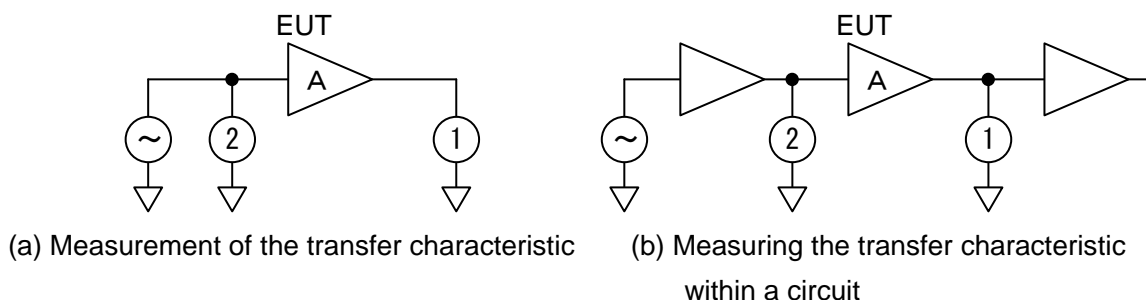 EUT
A
~
2
1
(a) Measurement of the transfer characteristic
EUT
A
~
2
1
(b) Measuring the transfer characteristic
within a circuit